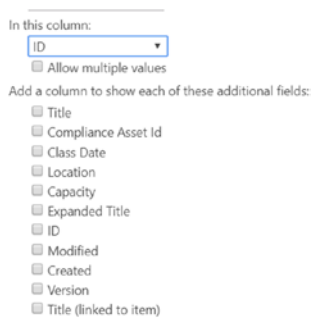 In this column:
ID
Allow multiple values
Add a column to show each of these additional fields:
Title
Compliance Asset Id
Class Date
Location
Capacity
Expanded Title
ID
Modified
Created
Version
Title (linked to item)